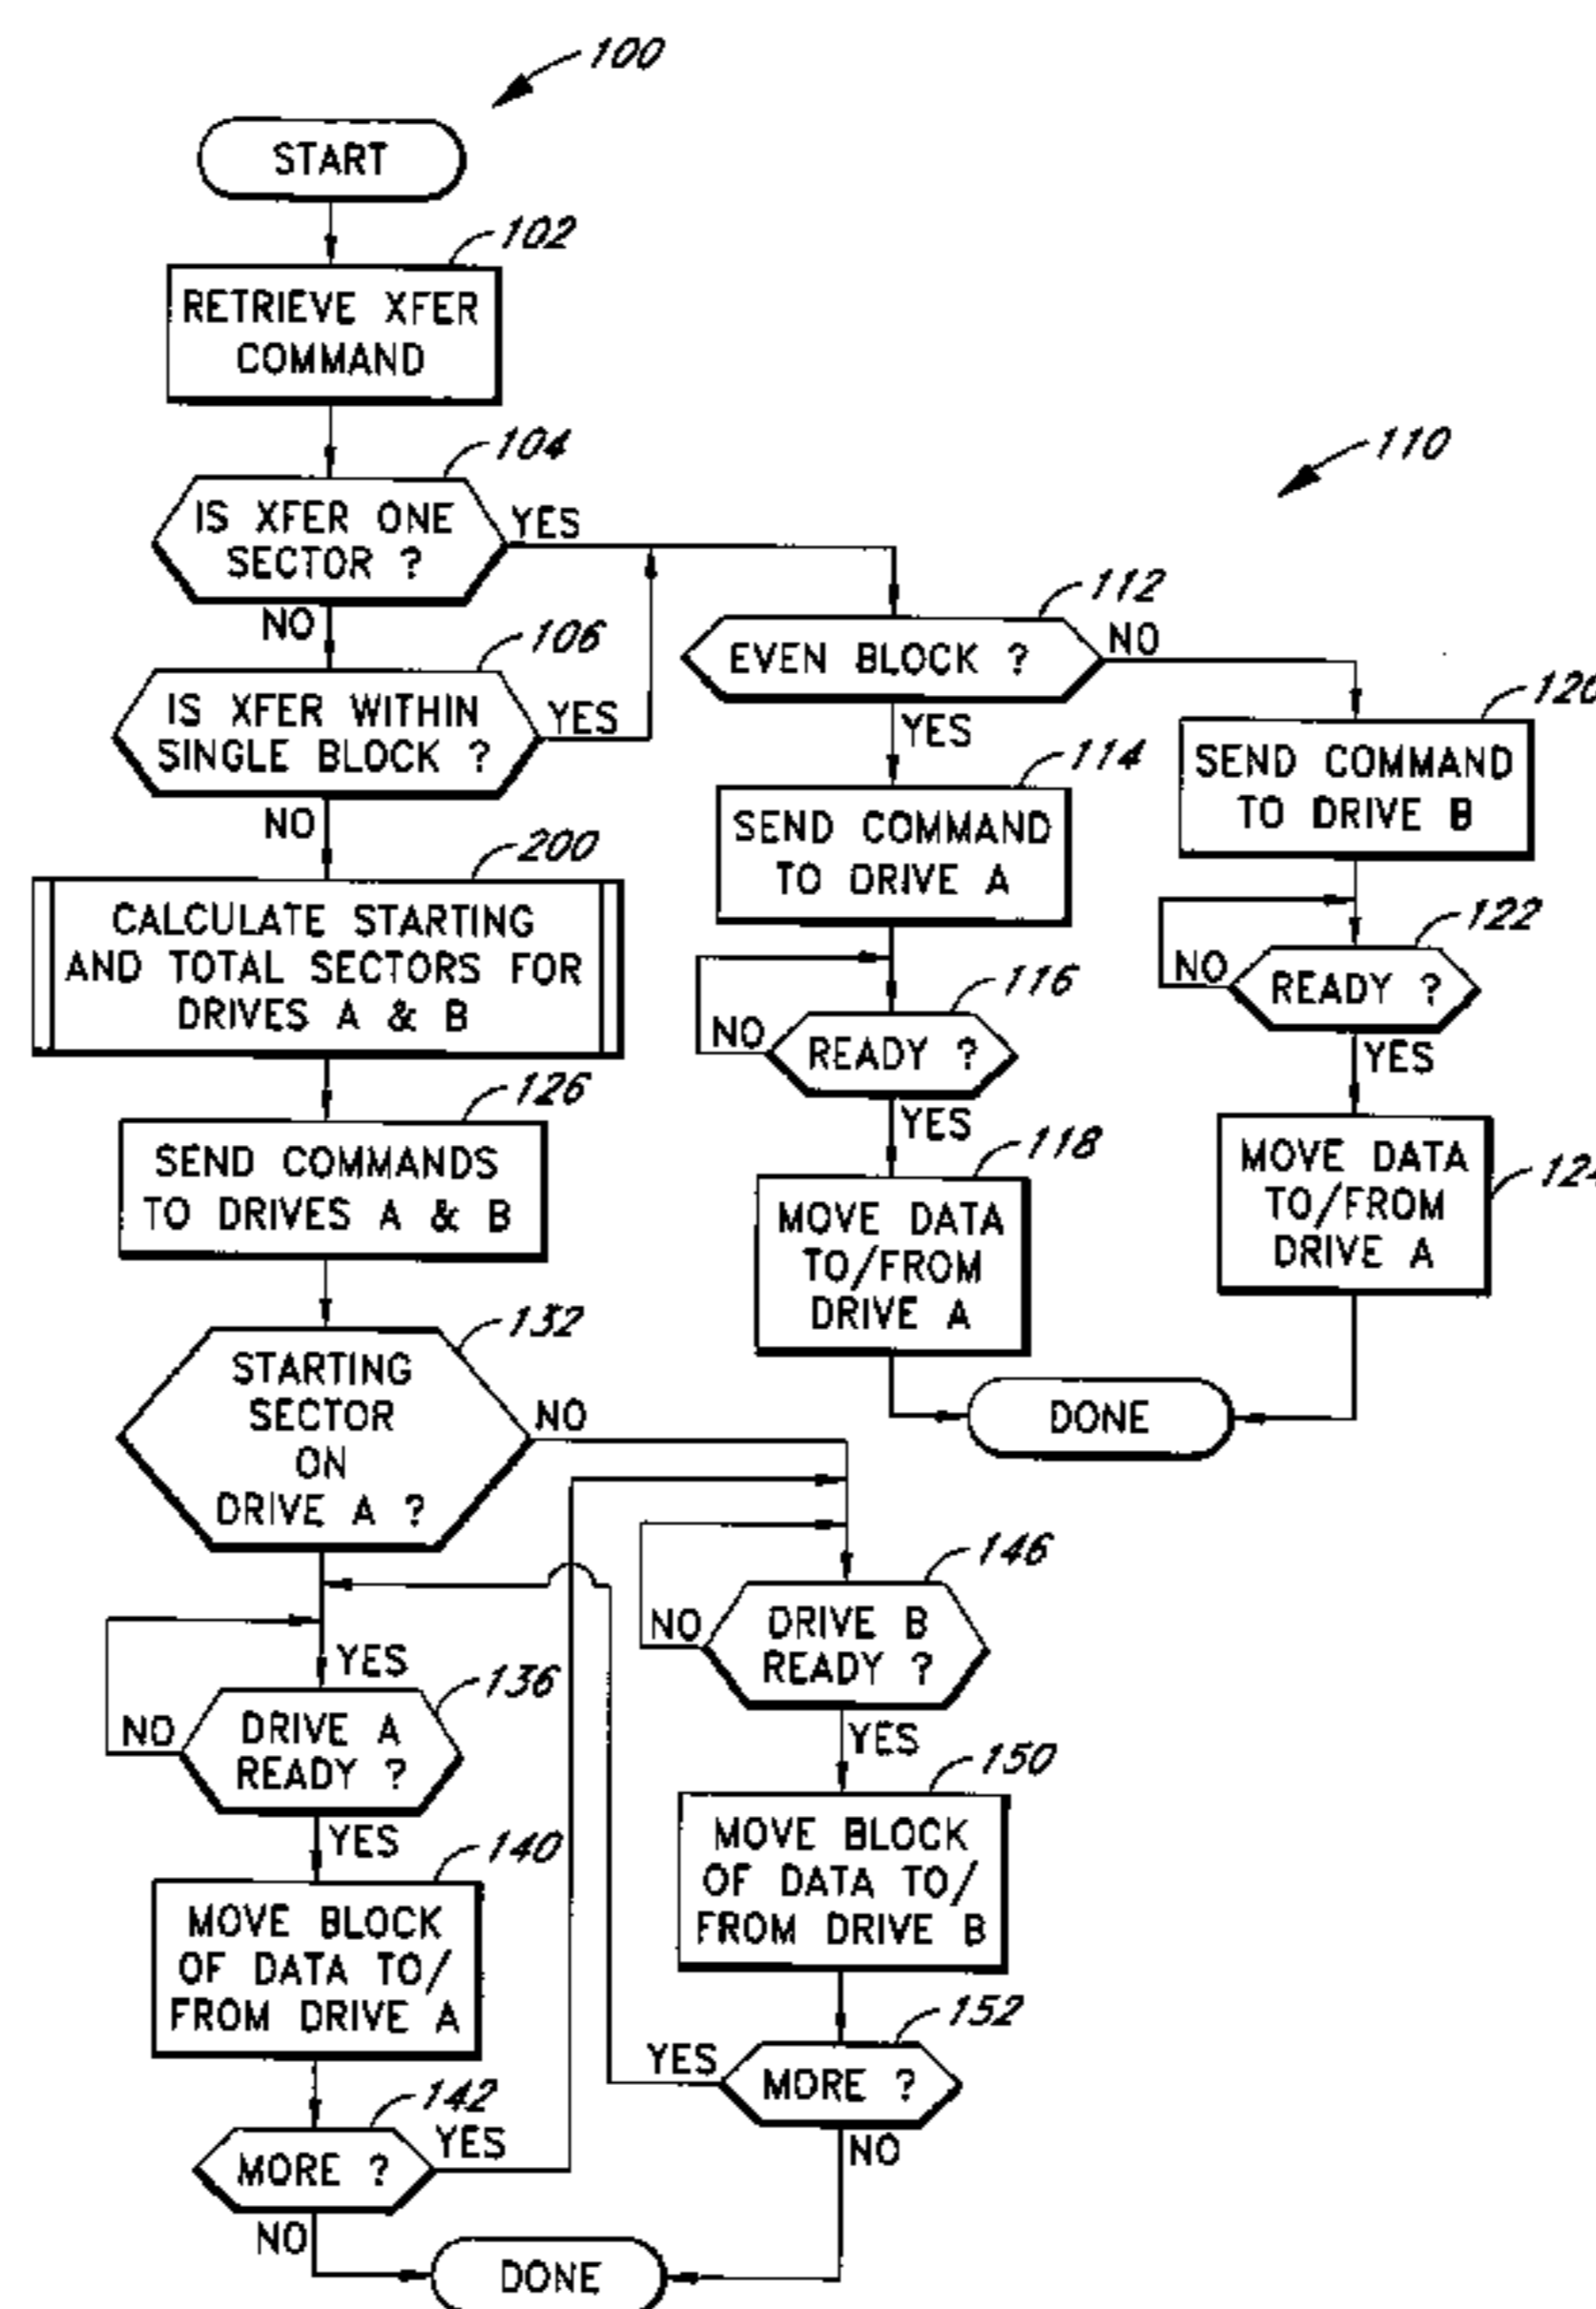 100
START
102
RETRIEVE XFER
COMMAND
104
IS XFER ONE
SECTOR ?
YES
NO
106
IS XFER WITHIN
SINGLE BLOCK ?
YES
NO
200
CALCULATE STARTING
AND TOTAL SECTORS FOR
DRIVES A & B
126
SEND COMMANDS
TO DRIVES A & B
132
STARTING
SECTOR
ON
DRIVE A ?
NO
YES
136
DRIVE A
READY ?
NO
YES
140
MOVE BLOCK
OF DATA TO/
FROM DRIVE A
142
MORE ?
YES
NO
110
112
EVEN BLOCK ?
NO
YES
114
SEND COMMAND
TO DRIVE A
116
READY ?
NO
YES
118
MOVE DATA
TO/FROM
DRIVE A
120
SEND COMMAND
TO DRIVE B
122
READY ?
NO
YES
MOVE DATA
TO/FROM
DRIVE A
DONE
146
DRIVE B
READY ?
NO
YES
150
MOVE BLOCK
OF DATA TO/
FROM DRIVE B
152
MORE ?
YES
NO
DONE